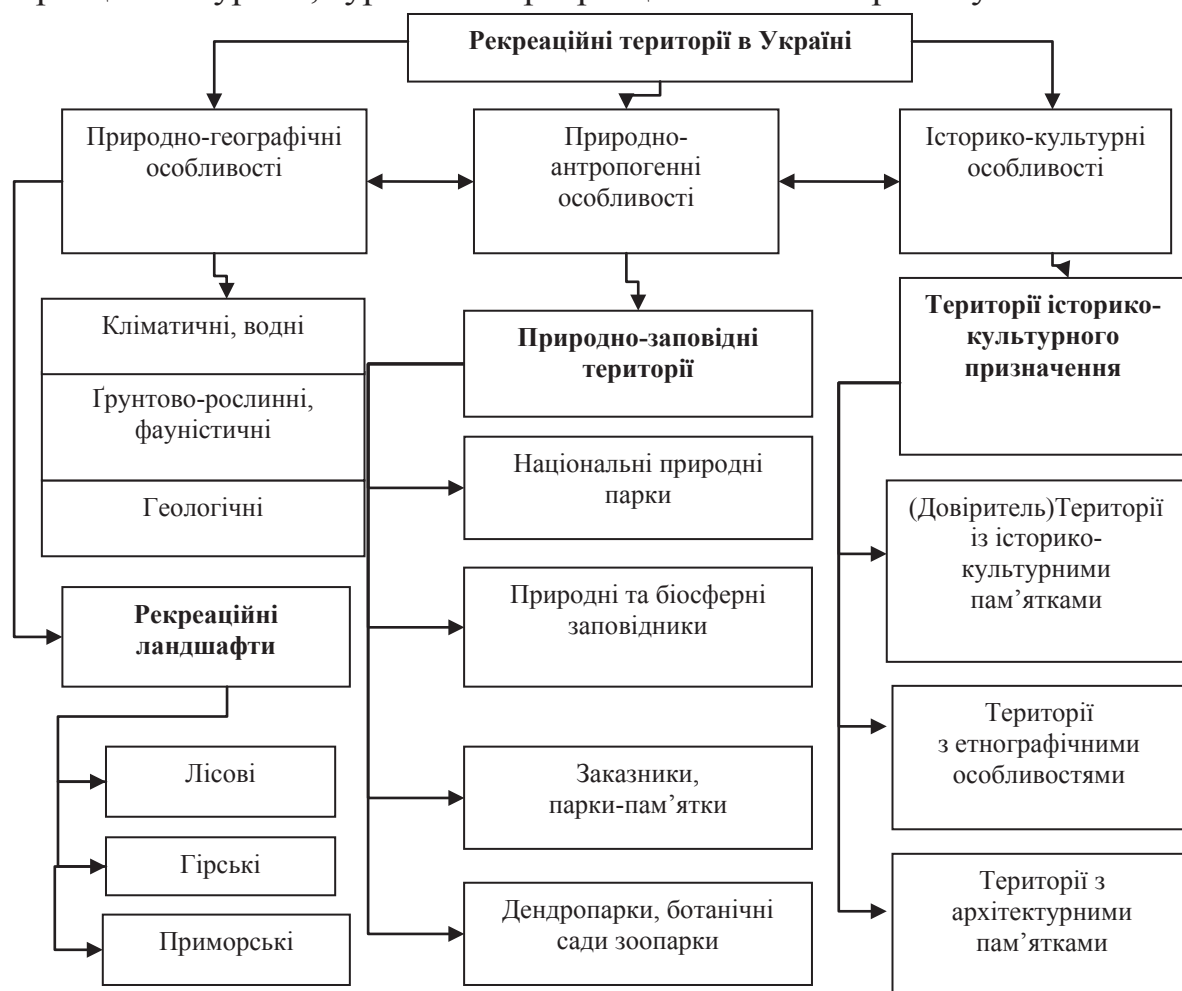 Рекреаційні території в Україні
Природно-географічні
особливості
Природно-
антропогенні
особливості
Історико-культурні
особливості
Кліматичні, водні
Ґрунтово-рослинні,
фауністичні
Геологічні
Рекреаційні
ландшафти
Лісові
Гірські
Приморські
Природно-заповідні
території
Національні природні
парки
Природні та біосферні
заповідники
Заказники,
парки-пам’ятки
Дендропарки, ботанічні
сади зоопарки
Території історико-
культурного
призначення
(Довіритель)Території
із історико-
культурними
пам’ятками
Території
з етнографічними
особливостями
Території з
архітектурними
пам’ятками